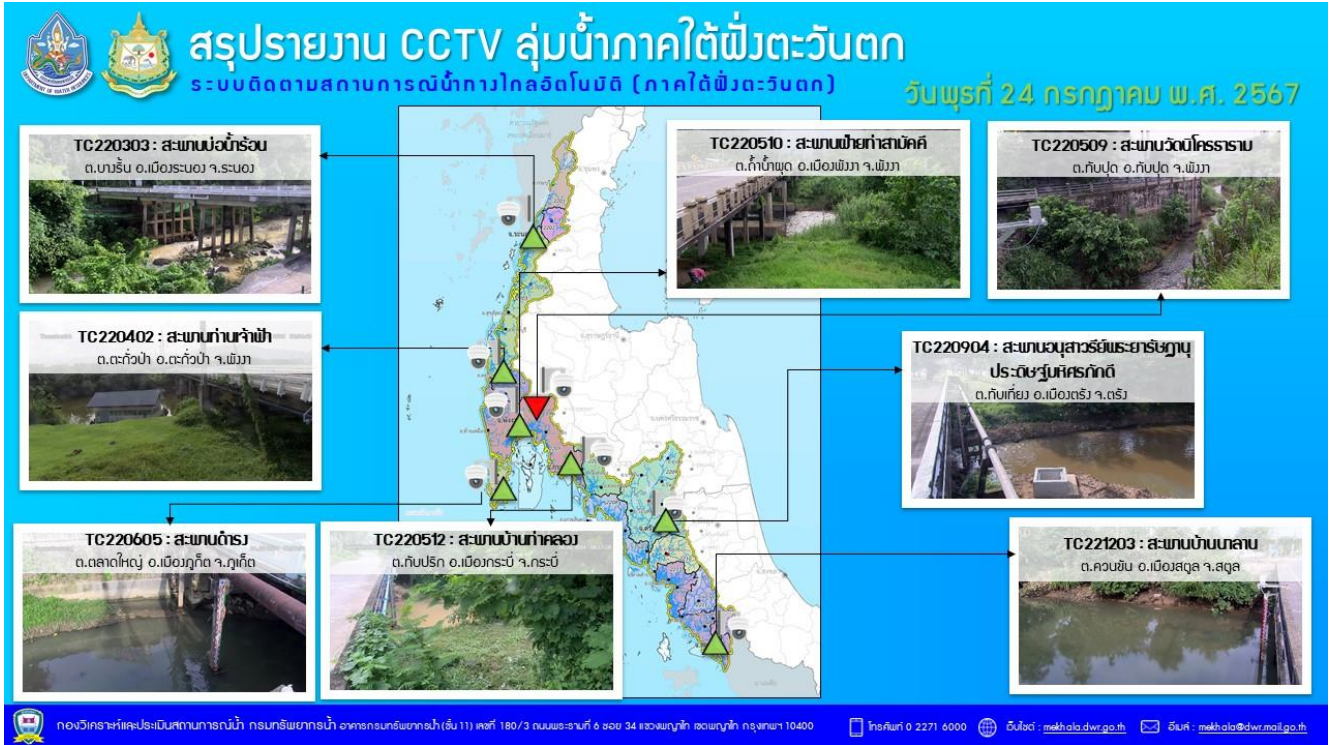 สรุปรายงาน CCTV ลุ่มน้ำภาคใต้ฝั่งตะวันตก
ระบบติดตามสถานการณ์น้ำทางไกลอัตโนมัติ (ภาคใต้ฝั่งตะวันตก)
วันพุธที่ 24 กรกฎาคม พ.ศ. 2567
TC220303 : สะพานบ่อน้ำร้อน
ต.บางริ้น อ.เมืองระนอง จ.ระนอง
TC220510 : สะพานฝ่ายท่าสามัคคี
ต.ถ้ำน้ำผุด อ.เมืองพังงา จ.พังงา
TC220509 : สะพานวัดนิโครธาราม
ต.ทับปุด อ.ทับปุด จ.พังงา
TC220402 : สะพานท่านเจ้าฟ้า
ต.ตะกั่วป่า อ.ตะกั่วป่า จ.พังงา
TC220904 : สะพานอนุสาวรีย์พระยารัษฎานุ
ประดิษฐ์มหิศรภักดี
ต.ทับเที่ยง อ.เมืองตรัง จ.ตรัง
TC220605 : สะพานดำรง
ต.ตลาดใหญ่ อ.เมืองภูเก็ต จ.ภูเก็ต
TC220512 : สะพานบ้านท่าคลอง
ต.ทับปริก อ.เมืองกระบี่ จ.กระบี่
TC221203 : สะพานบ้านนาลาน
ต.ควนขัน อ.เมืองสตูล จ.สตูล
กองวิเคราะห์และประเมินสถานการณ์น้ำ กรมทรัพยากรน้ำ อาคารกรมทรัพยากรน้ำ (ชั้น 11) เลขที่ 180/3 ถนนพระรามที่ 6 ซอย 34 แขวงพญาไท เขตพญาไท กรุงเทพฯ 10400
โทรศัพท์ 0 2271 6000
เว็บไซต์ : mekhala.dwr.go.th
อีเมล์ : mekhala@dwr.mail.go.th